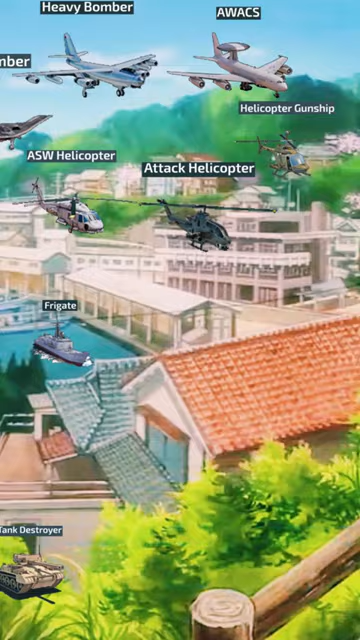 Heavy Bomber
AWACS
mber
Helicopter Gunship
ASW Helicopter
Attack Helicopter
Frigate
Tank Destroyer